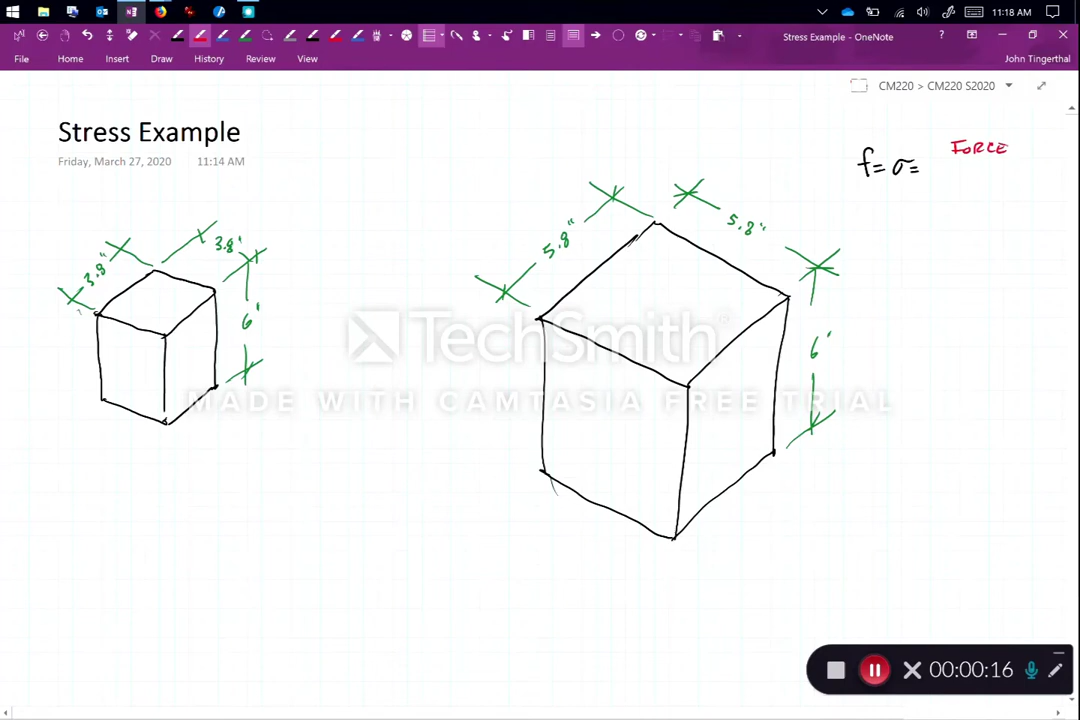 11:18 AM
Stress Example - OneNote
File Home Insert Draw History Review View
John Tingerthal
CM220 > CM220 S2020
Stress Example
Friday, March 27, 2020 11:14 AM
f = σ =
FORCE
3.8"
3.8"
6"
5.8"
5.8"
6"
TechSmith®
MADE WITH CAMTASIA FREE TRIAL
00:00:16